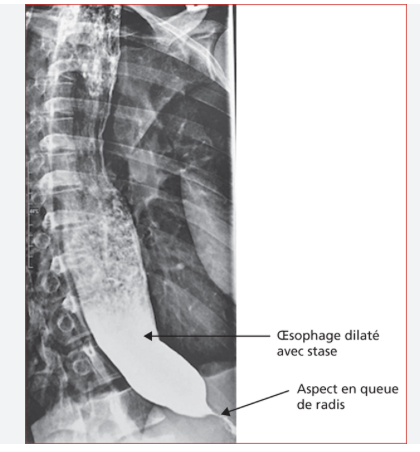 Œsophage dilaté
avec stase
Aspect en queue
de radis